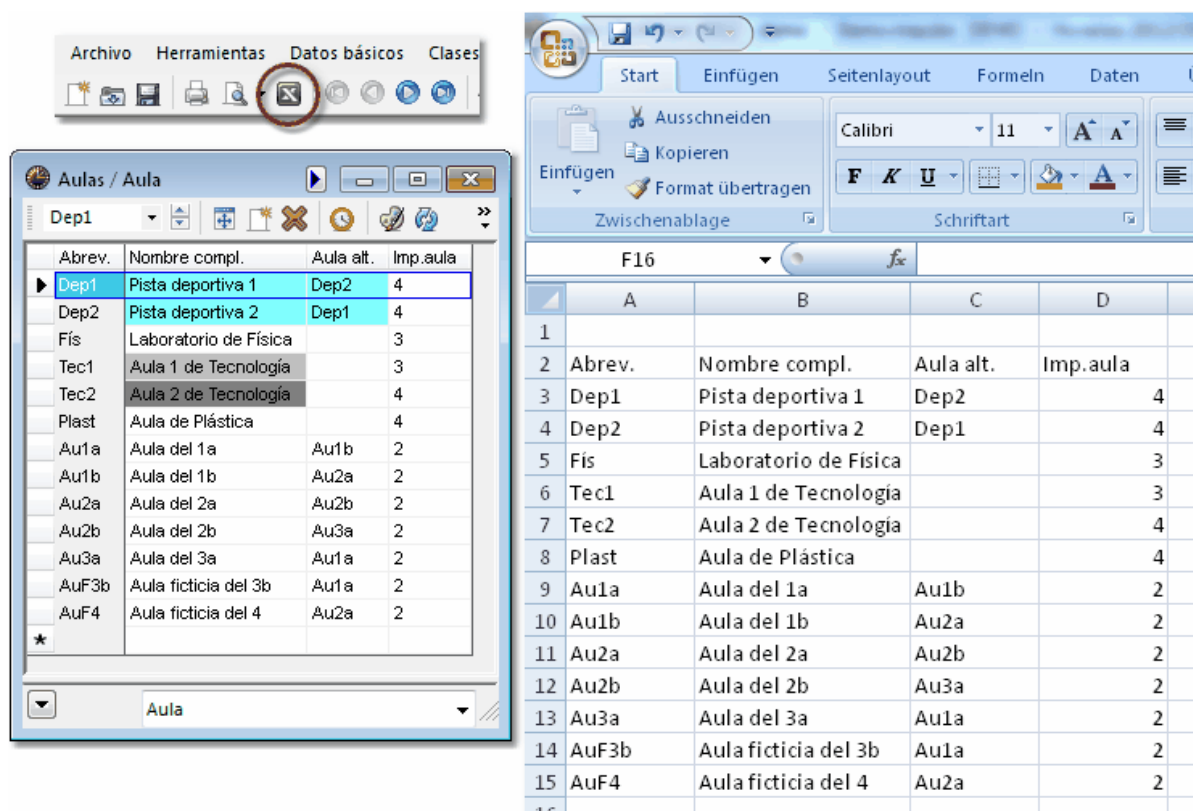 Archivo Herramientas Datos básicos Clases
Aulas / Aula
Dep1
Abrev. Nombre compl. Aula alt. Imp.aula
Dep1 Pista deportiva 1 Dep2 4
Dep2 Pista deportiva 2 Dep1 4
Fís Laboratorio de Física 3
Tec1 Aula 1 de Tecnología 3
Tec2 Aula 2 de Tecnología 4
Plast Aula de Plástica 4
Au1a Aula del 1a Au1b 2
Au1b Aula del 1b Au2a 2
Au2a Aula del 2a Au2b 2
Au2b Aula del 2b Au3a 2
Au3a Aula del 3a Au1a 2
AuF3b Aula ficticia del 3b Au1a 2
AuF4 Aula ficticia del 4 Au2a 2
*
Aula
Start Einfügen Seitenlayout Formeln Daten
Ausschneiden
Kopieren
Format übertragen
Einfügen
Zwischenablage
Calibri 11 A A
F K U A
Schriftart
F16 fx
A B C D
1
2 Abrev. Nombre compl. Aula alt. Imp.aula
3 Dep1 Pista deportiva 1 Dep2 4
4 Dep2 Pista deportiva 2 Dep1 4
5 Fís Laboratorio de Física 3
6 Tec1 Aula 1 de Tecnología 3
7 Tec2 Aula 2 de Tecnología 4
8 Plast Aula de Plástica 4
9 Au1a Aula del 1a Au1b 2
10 Au1b Aula del 1b Au2a 2
11 Au2a Aula del 2a Au2b 2
12 Au2b Aula del 2b Au3a 2
13 Au3a Aula del 3a Au1a 2
14 AuF3b Aula ficticia del 3b Au1a 2
15 AuF4 Aula ficticia del 4 Au2a 2